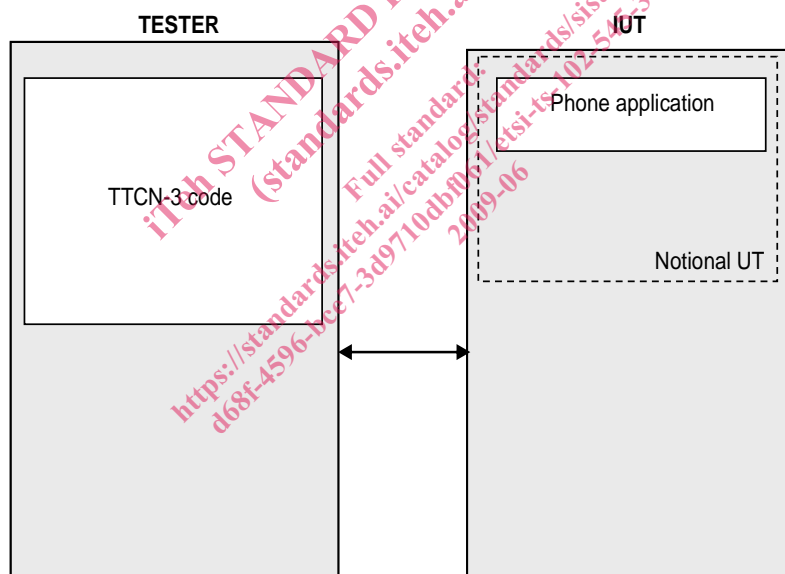 TESTER
IUT
Phone application
TTCN-3 code
Notional UT
iTeh STANDARD
(standards.iteh.a
Full standard:
https://standards.iteh.ai/catalog/standards/sist
d68f-4596-bce7-3d9710dbf061/etsi-ts-102-545-3
2009-06